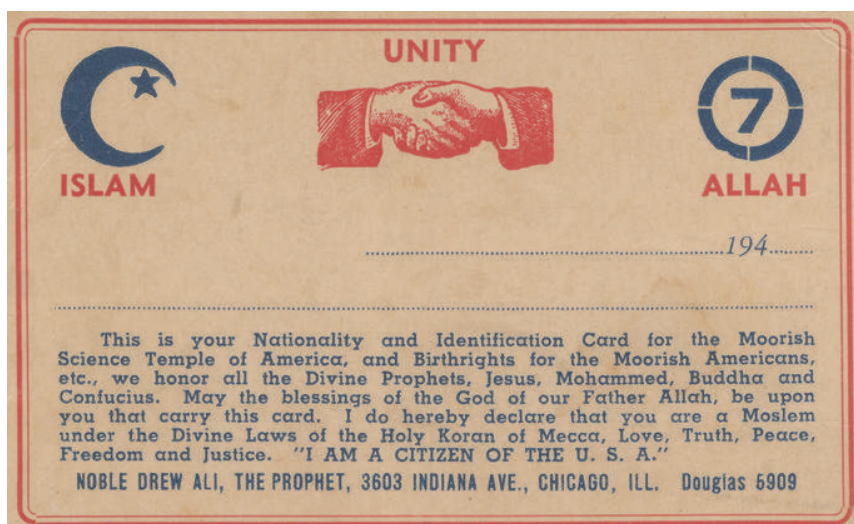 UNITY
7
ISLAM
ALLAH
194
This is your Nationality and Identification Card for the Moorish
Science Temple of America, and Birthrights for the Moorish Americans,
etc., we honor all the Divine Prophets, Jesus, Mohammed, Buddha and
Confucius. May the blessings of the God of our Father Allah, be upon
you that carry this card. I do hereby declare that you are a Moslem
under the Divine Laws of the Holy Koran of Mecca, Love, Truth, Peace,
Freedom and Justice. "I AM A CITIZEN OF THE U. S. A."
NOBLE DREW ALI, THE PROPHET, 3603 INDIANA AVE., CHICAGO, ILL. Douglas 5909